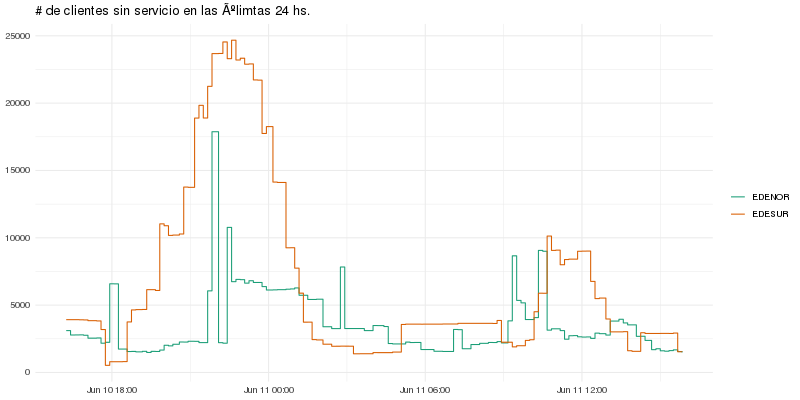 # de clientes sin servicio en las Ãºlimtas 24 hs.
25000
20000
15000
10000
5000
0
Jun 10 18:00
Jun 11 00:00
Jun 11 06:00
Jun 11 12:00
EDENOR
EDESUR